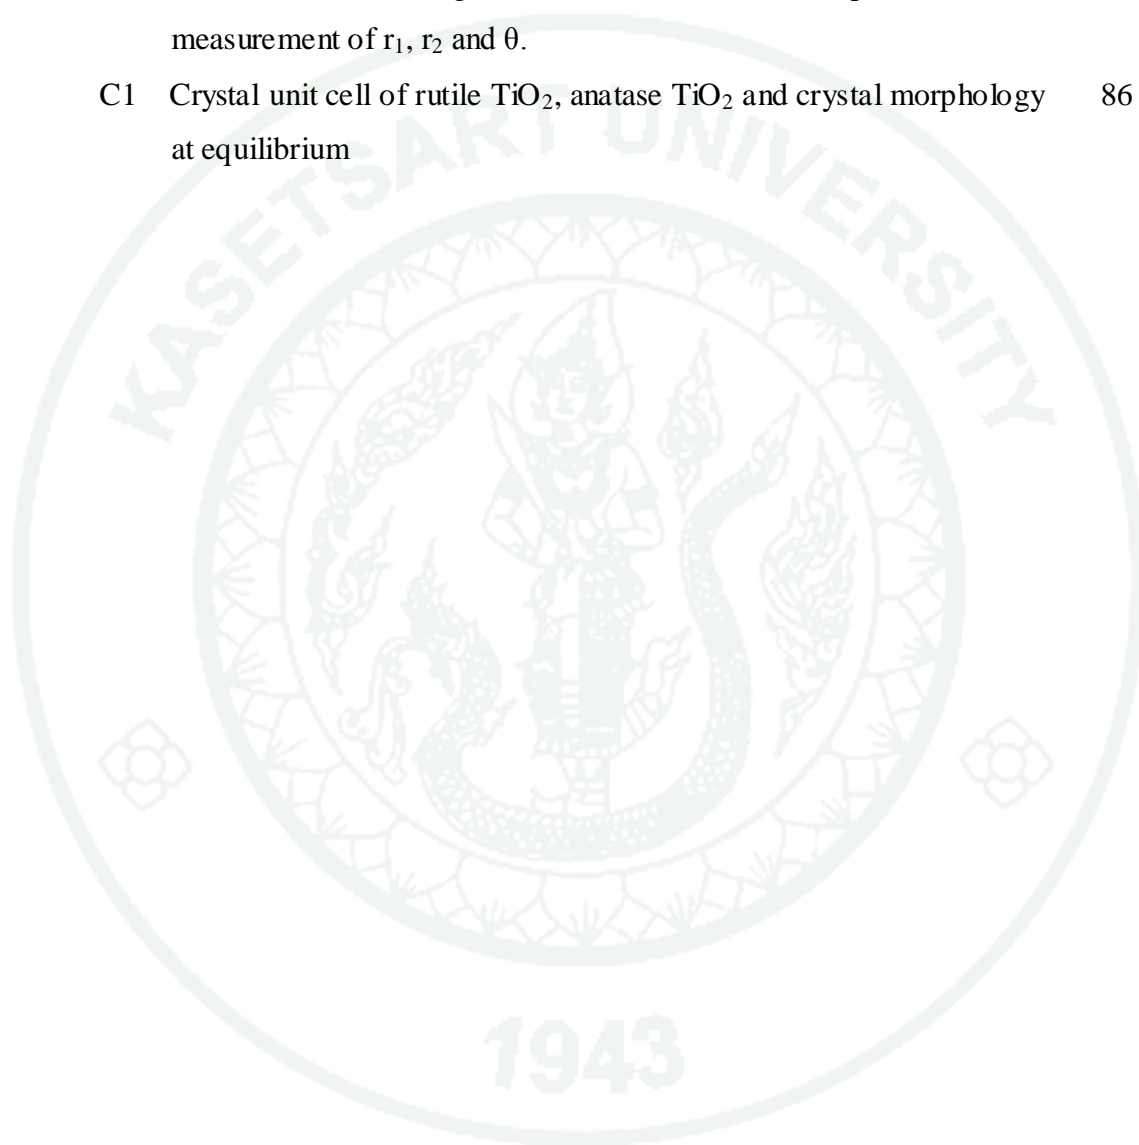 measurement of r₁, r₂ and θ.
C1 Crystal unit cell of rutile TiO₂, anatase TiO₂ and crystal morphology 86
at equilibrium
KASETSART UNIVERSITY
1943